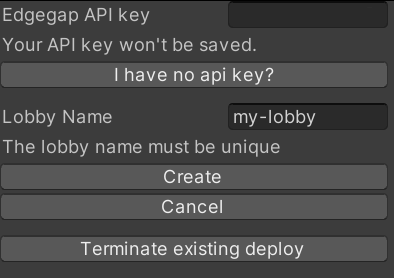 Edgegap API key
Your API key won't be saved.
I have no api key?
Lobby Name my-lobby
The lobby name must be unique
Create
Cancel
Terminate existing deploy